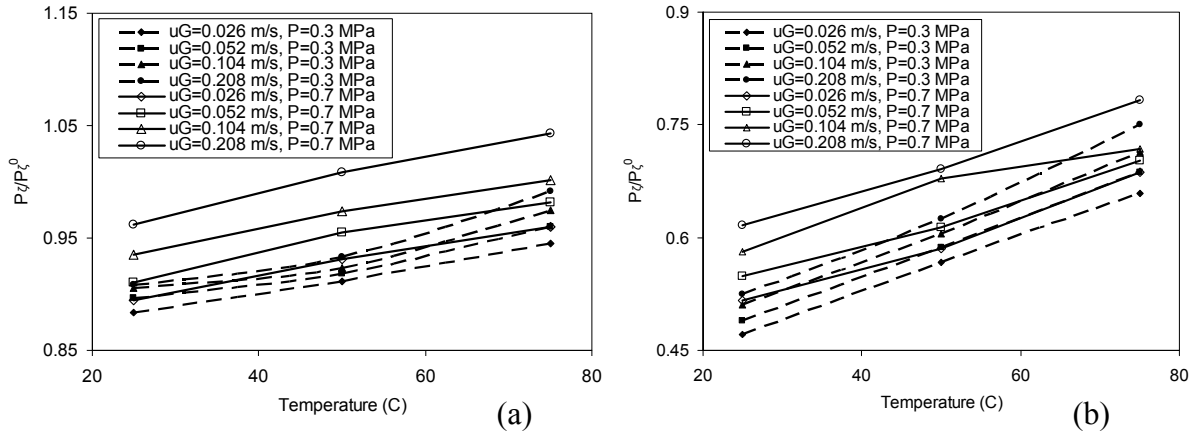 1.15
uG=0.026 m/s, P=0.3 MPa
uG=0.052 m/s, P=0.3 MPa
uG=0.104 m/s, P=0.3 MPa
uG=0.208 m/s, P=0.3 MPa
uG=0.026 m/s, P=0.7 MPa
uG=0.052 m/s, P=0.7 MPa
uG=0.104 m/s, P=0.7 MPa
uG=0.208 m/s, P=0.7 MPa
1.05
Pζ/Pζ⁰
0.95
0.85
20 40 60 80
Temperature (C)
(a)
0.9
uG=0.026 m/s, P=0.3 MPa
uG=0.052 m/s, P=0.3 MPa
uG=0.104 m/s, P=0.3 MPa
uG=0.208 m/s, P=0.3 MPa
uG=0.026 m/s, P=0.7 MPa
uG=0.052 m/s, P=0.7 MPa
uG=0.104 m/s, P=0.7 MPa
uG=0.208 m/s, P=0.7 MPa
0.75
Pζ/Pζ⁰
0.6
0.45
20 40 60 80
Temperature (C)
(b)